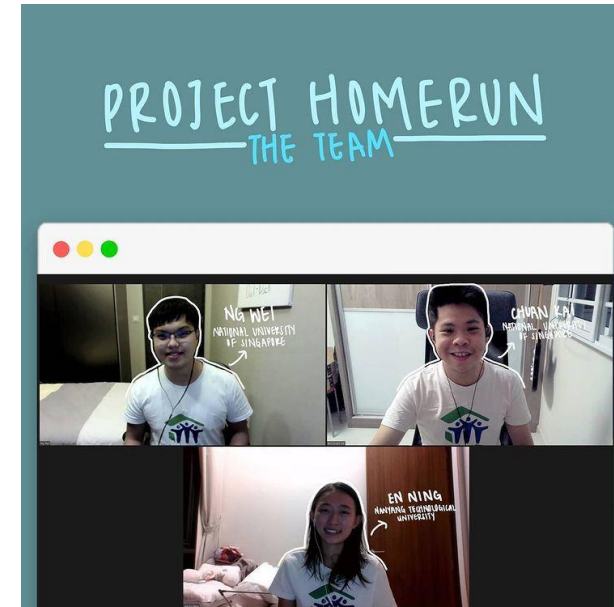 PROJECT HOMERUN
THE TEAM
NG WEI
NATIONAL UNIVERSITY
OF SINGAPORE
CHUAN KAI
NATIONAL UNIVERSITY
OF SINGAPORE
EN NING
NANYANG TECHNOLOGICAL
UNIVERSITY